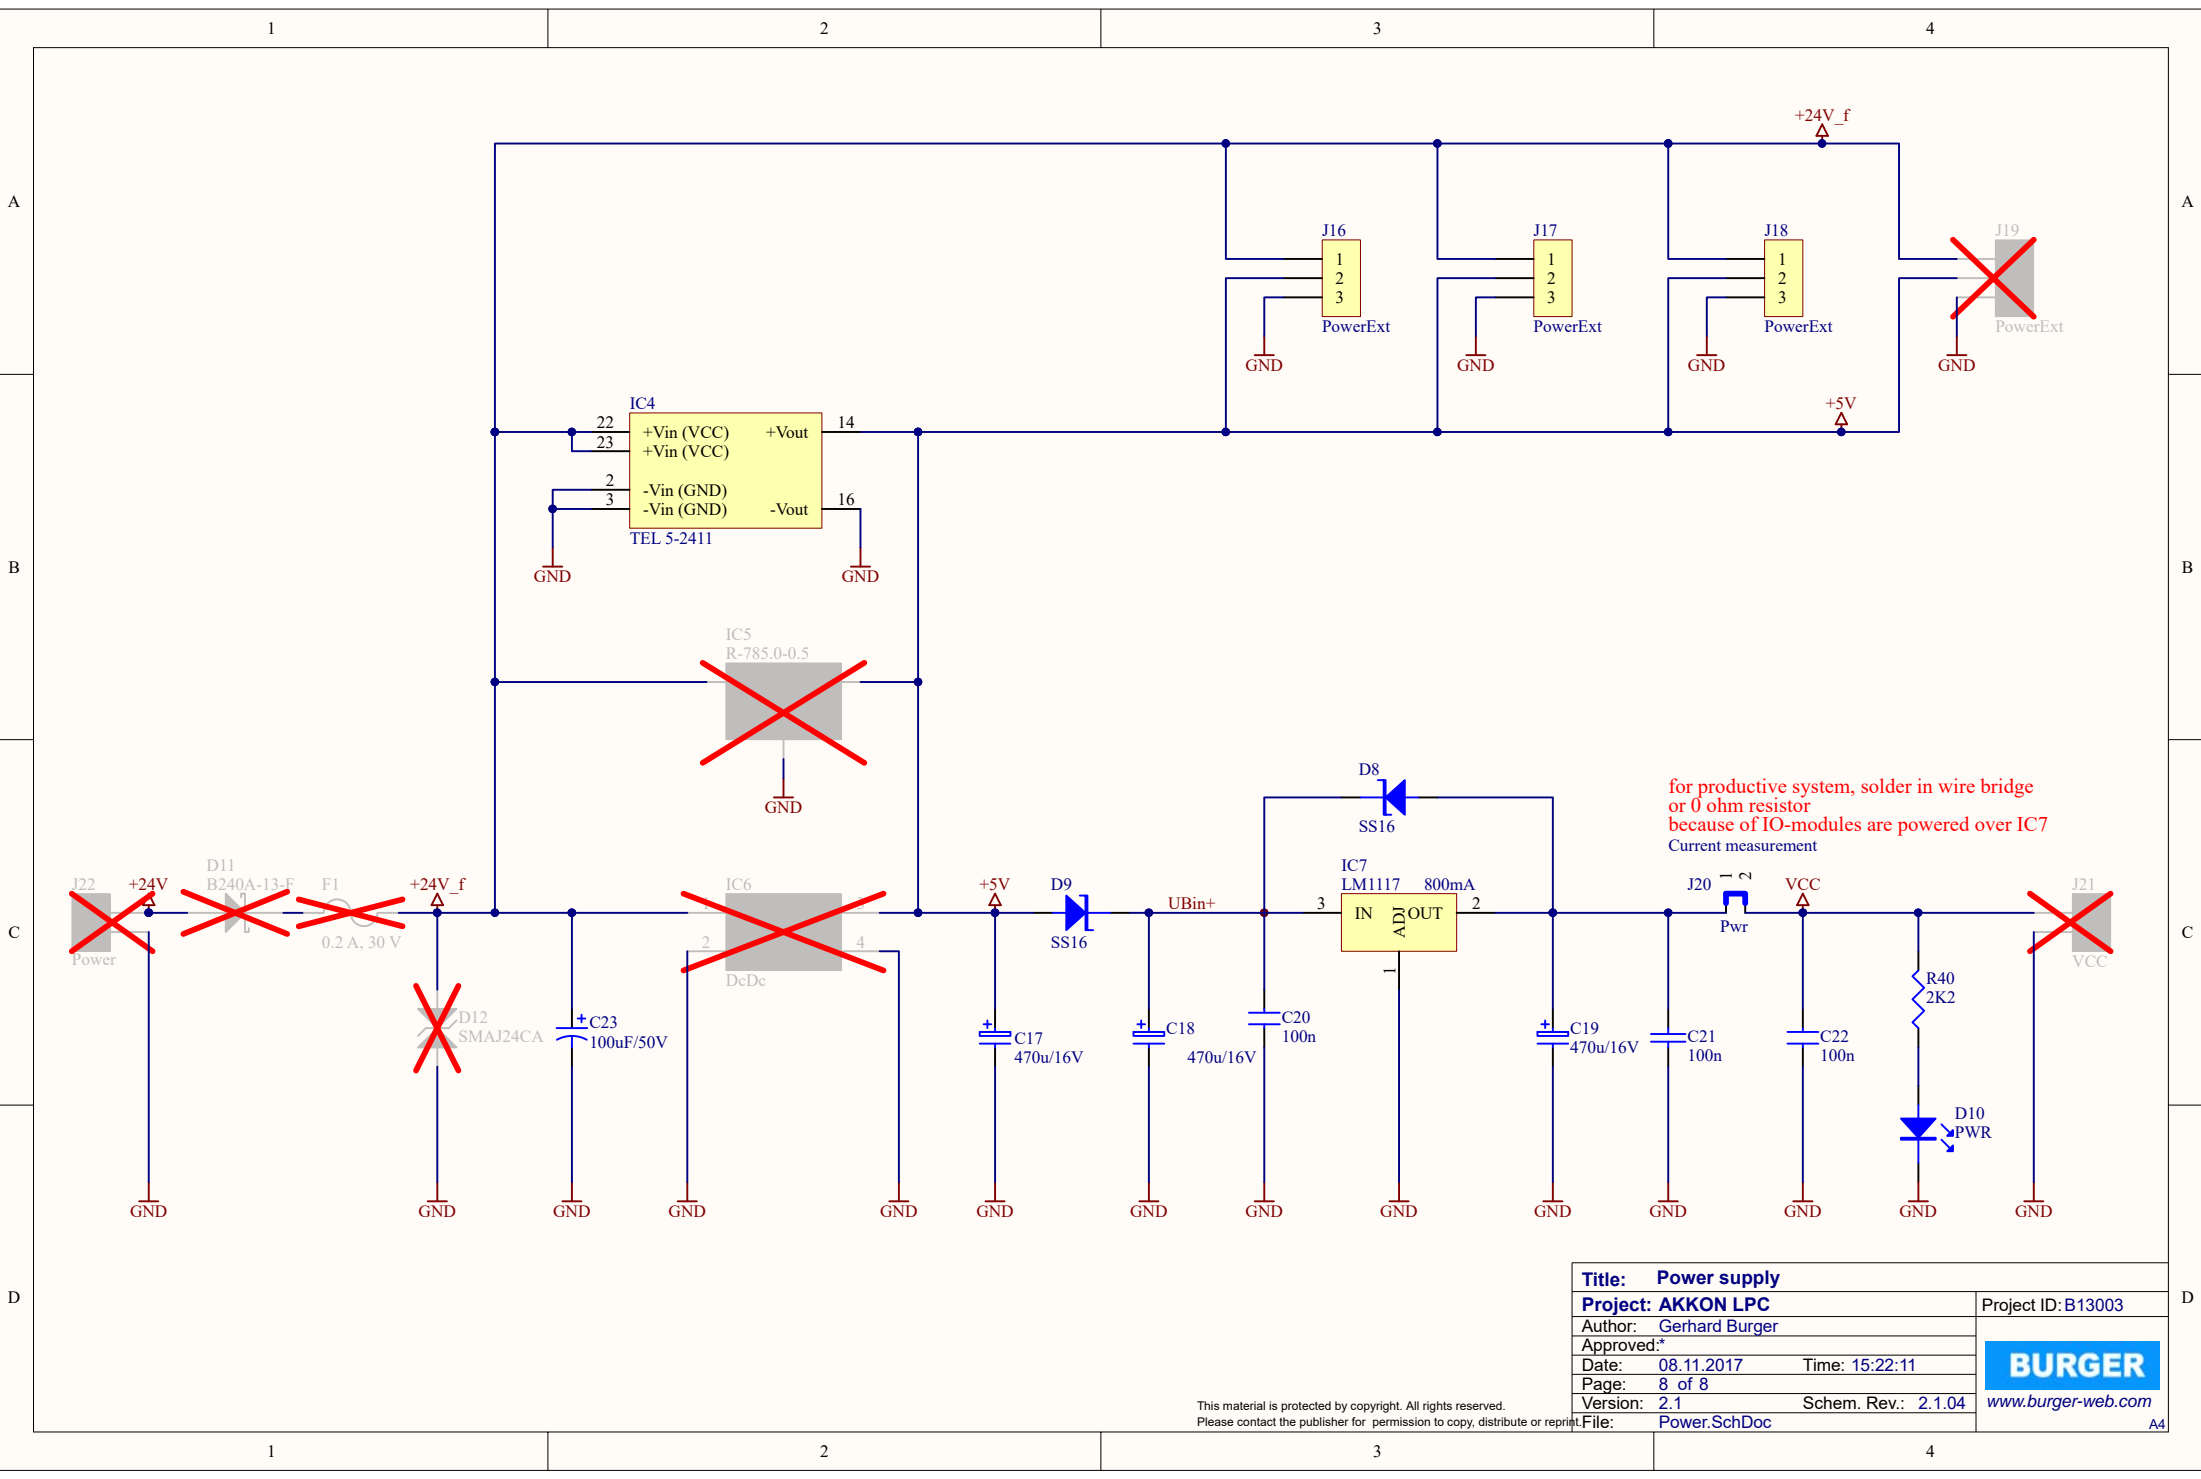 1 2 3 4
A A
+24V_f
J16 J17 J18 J19
1 1 1
2 2 2
3 3 3
PowerExt PowerExt PowerExt PowerExt
GND GND GND GND
IC4
+5V
22 +Vin (VCC) +Vout 14
23 +Vin (VCC)
2 -Vin (GND)
3 -Vin (GND) -Vout 16
TEL 5-2411
GND GND
B B
IC5
R-785.0-0.5
GND
D8
SS16
for productive system, solder in wire bridge
or 0 ohm resistor
because of IO-modules are powered over IC7
Current measurement
J22 +24V
D11
B240A-13-F
F1
0.2 A, 30 V
Power
+24V_f
IC6
2 4
DcDc
+5V
D9
SS16
UBin+
IC7
LM1117 800mA
3 IN ADJ OUT 2
1
J20 1 2
Pwr
VCC
J21
VCC
C C
D12
SMAJ24CA
+ C23
100uF/50V
+ C17
470u/16V
+ C18
470u/16V
C20
100n
+ C19
470u/16V
C21
100n
C22
100n
R40
2K2
D10
PWR
GND GND GND GND GND GND GND GND GND GND GND GND GND GND
D D
Title: Power supply
Project: AKKON LPC Project ID: B13003
Author: Gerhard Burger
Approved:*
Date: 08.11.2017 Time: 15:22:11
Page: 8 of 8
Version: 2.1 Schem. Rev.: 2.1.04
File: Power.SchDoc
BURGER
www.burger-web.com
A4
This material is protected by copyright. All rights reserved.
Please contact the publisher for permission to copy, distribute or reprint.
1 2 3 4